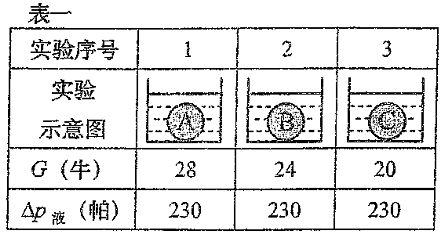 表一
实验序号 1 2 3
实验
示意图 A B C
G（牛） 28 24 20
Δp液（帕） 230 230 230